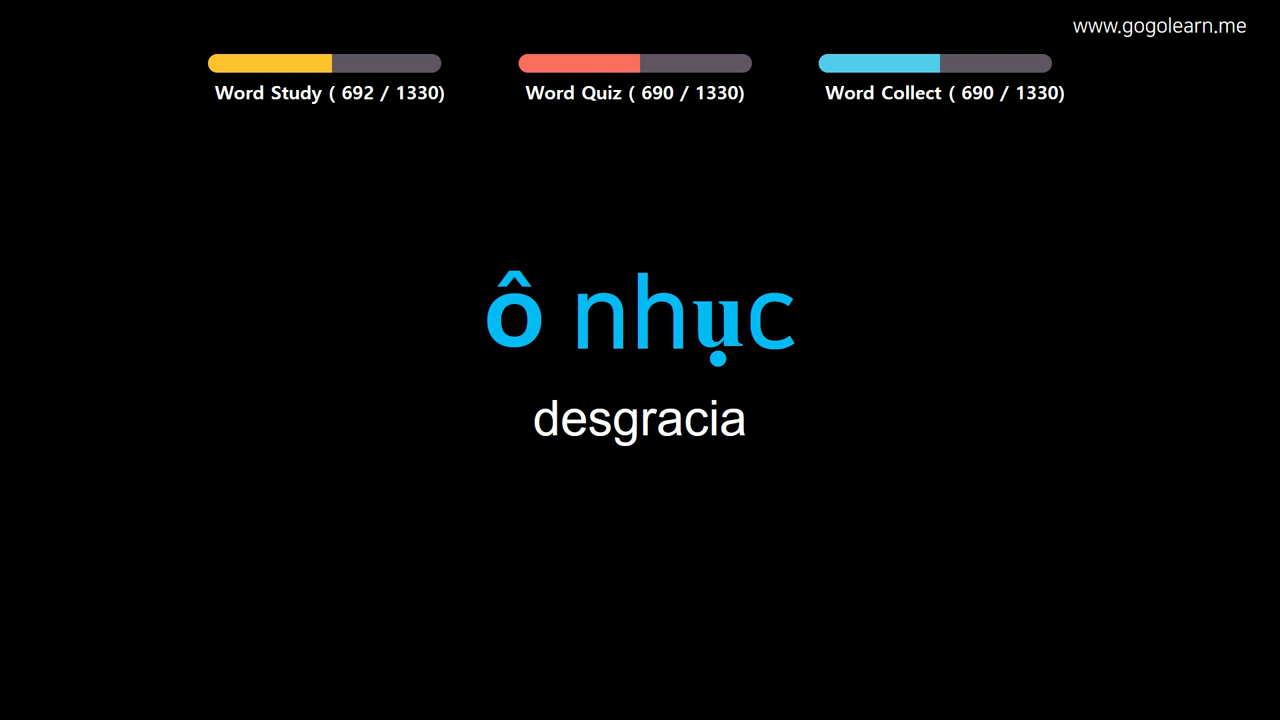 www.gogolearn.me
Word Study ( 692 / 1330)
Word Quiz ( 690 / 1330)
Word Collect ( 690 / 1330)
ô nhục
desgracia